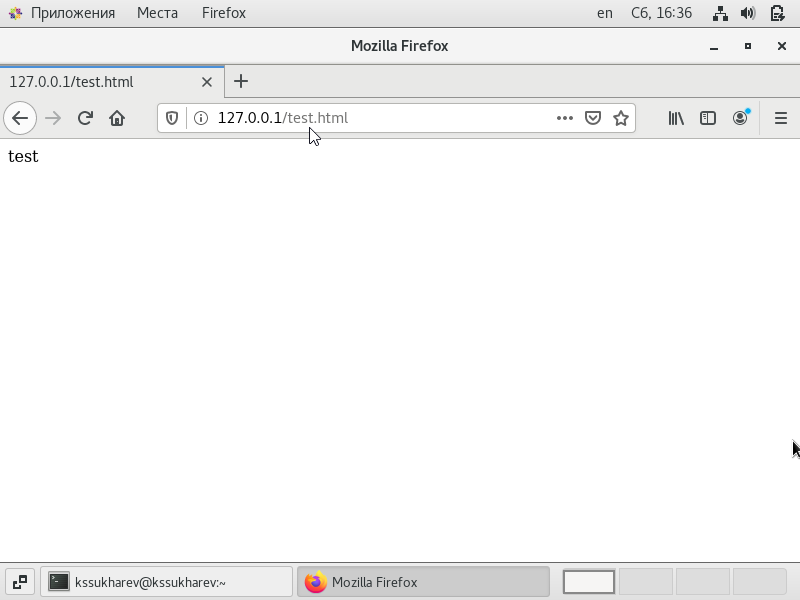 Приложения Места Firefox en Сб, 16:36
Mozilla Firefox
127.0.0.1/test.html
127.0.0.1/test.html
test
kssukharev@kssukharev:~ Mozilla Firefox